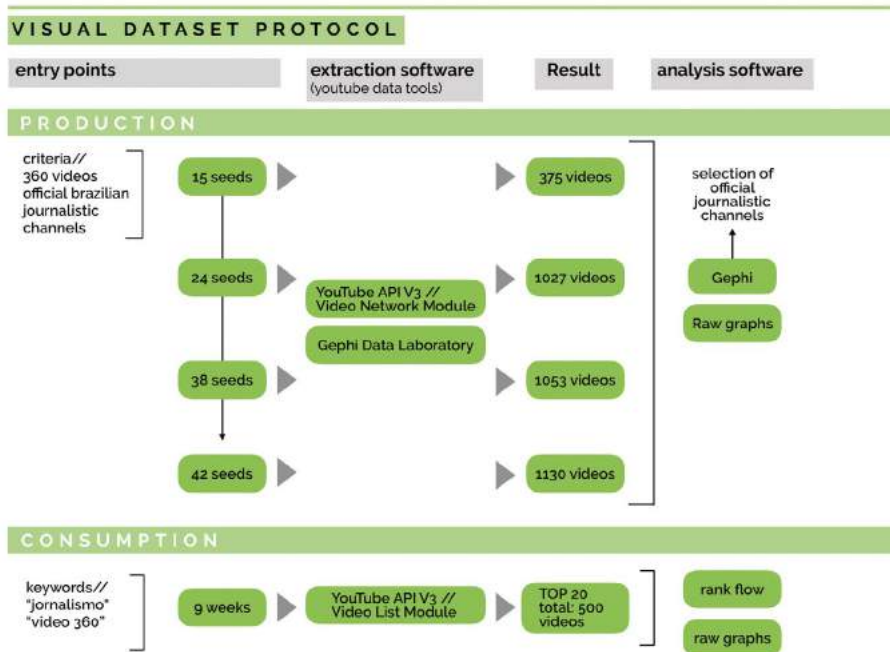 VISUAL DATASET PROTOCOL
entry points
extraction software
(youtube data tools)
Result
analysis software
PRODUCTION
criteria//
360 videos
official brazilian
journalistic
channels
15 seeds
375 videos
24 seeds
1027 videos
YouTube API V3 //
Video Network Module
Gephi Data Laboratory
38 seeds
1053 videos
42 seeds
1130 videos
selection of
official
journalistic
channels
Gephi
Raw graphs
CONSUMPTION
keywords//
"jornalismo"
"video 360"
9 weeks
YouTube API V3 //
Video List Module
TOP 20
total: 500
videos
rank flow
raw graphs